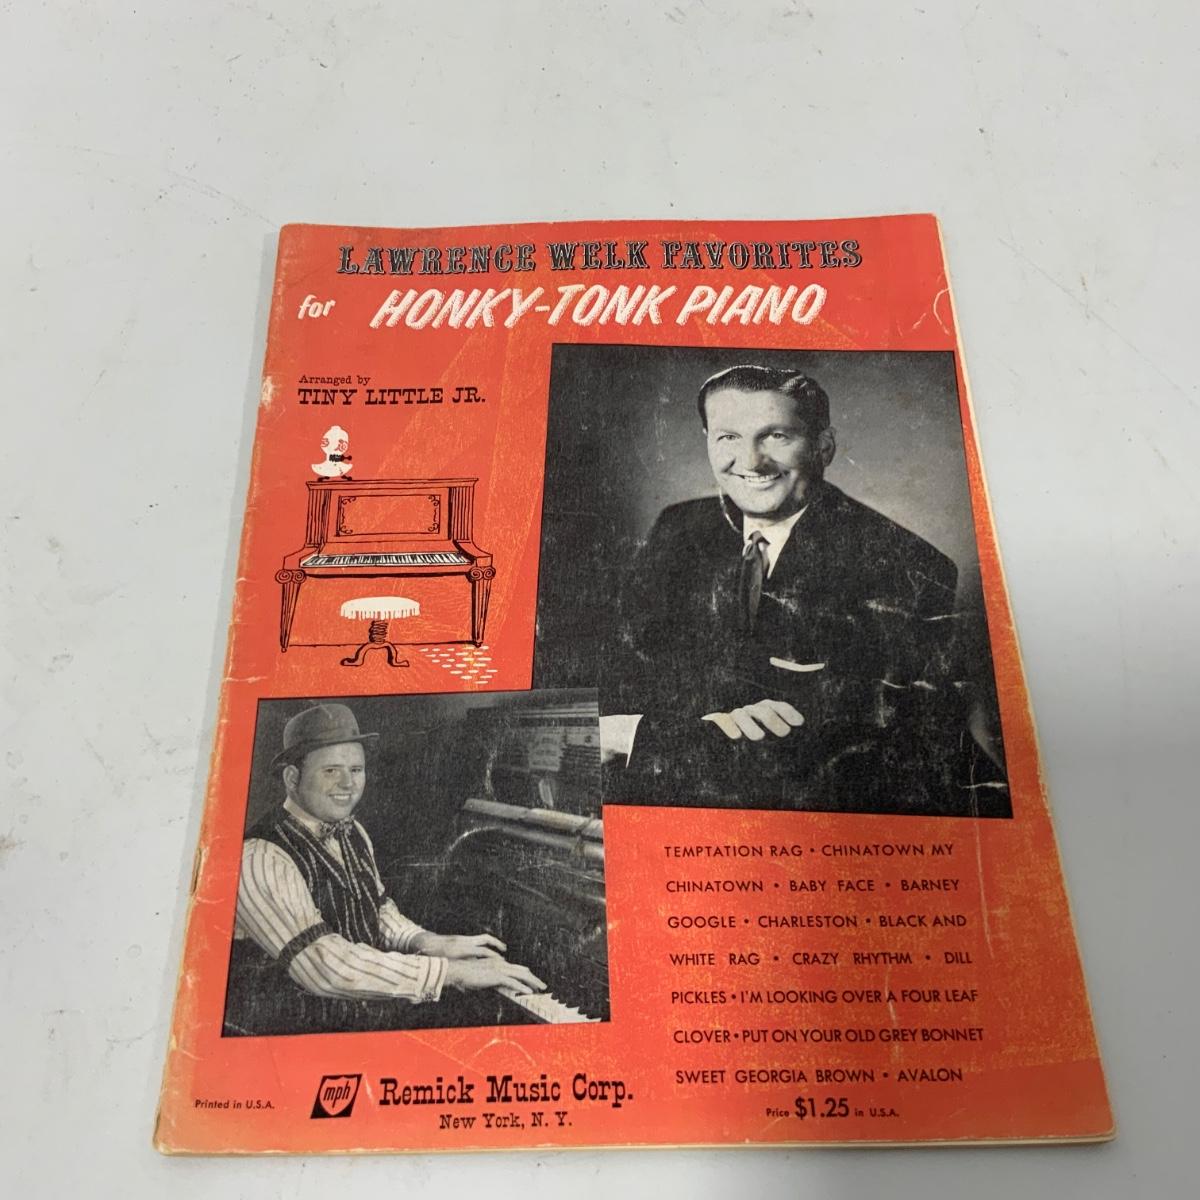 LAWRENCE WELK FAVORITES
for HONKY-TONK PIANO
Arranged by
TINY LITTLE JR.
TEMPTATION RAG • CHINATOWN MY
CHINATOWN • BABY FACE • BARNEY
GOOGLE • CHARLESTON • BLACK AND
WHITE RAG • CRAZY RHYTHM • DILL
PICKLES • I'M LOOKING OVER A FOUR LEAF
CLOVER • PUT ON YOUR OLD GREY BONNET
SWEET GEORGIA BROWN • AVALON
Printed in U.S.A.
mph
Remick Music Corp.
New York, N. Y.
Price $1.25 in U.S.A.